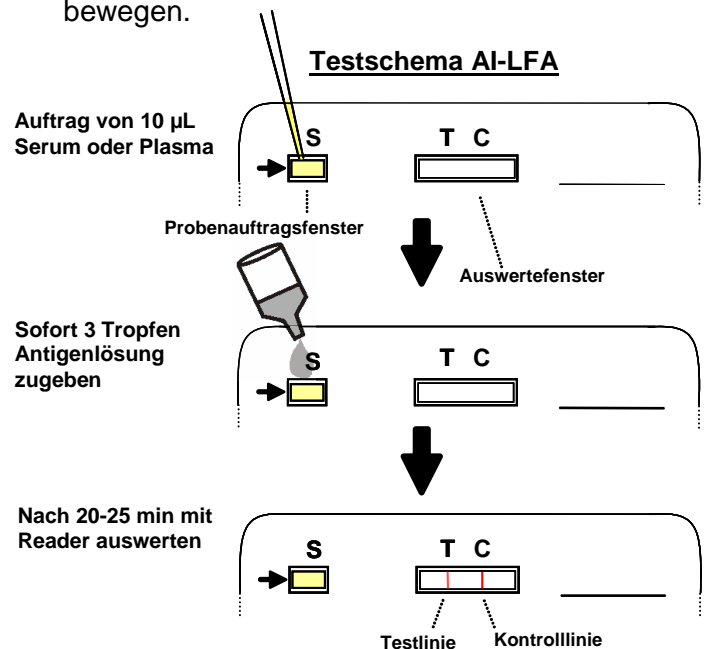 bewegen.
Testschema AI-LFA
Auftrag von 10 µL
Serum oder Plasma
S
T C
Probenauftragsfenster
Auswertefenster
Sofort 3 Tropfen
Antigenlösung
zugeben
S
T C
Nach 20-25 min mit
Reader auswerten
S
T C
Testlinie
Kontrolllinie